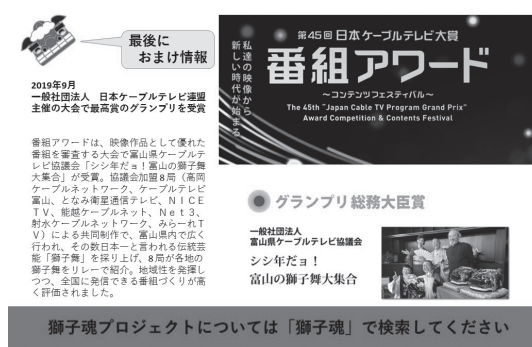 最後に
おまけ情報
2019年9月
一般社団法人　日本ケーブルテレビ連盟
主催の大会で最高賞のグランプリを受賞
番組アワードは、映像作品として優れた
番組を審査する大会で富山県ケーブルテ
レビ協議会「シシ年だョ！富山の獅子舞
大集合」が受賞。協議会加盟8局（高岡
ケーブルネットワーク、ケーブルテレビ
富山、となみ衛星通信テレビ、ＮＩＣＥ
ＴＶ、能越ケーブルネット、Ｎｅｔ３、
射水ケーブルネットワーク、みらーれＴ
Ｖ）による共同制作で、富山県内で広く
行われ、その数日本一と言われる伝統芸
能「獅子舞」を採り上げ、8局が各地の
獅子舞をリレーで紹介。地域性を発揮し
つつ、全国に発信できる番組づくりが高
く評価されました。
私達の映像から
新しい時代が始まる
第45回 日本ケーブルテレビ大賞
番組アワード
～コンテンツフェスティバル～
The 45th "Japan Cable TV Program Grand Prix"
Award Competition & Contents Festival
グランプリ 総務大臣賞
一般社団法人
富山県ケーブルテレビ協議会
シシ年だョ！
富山の獅子舞大集合
獅子魂プロジェクトについては「獅子魂」で検索してください